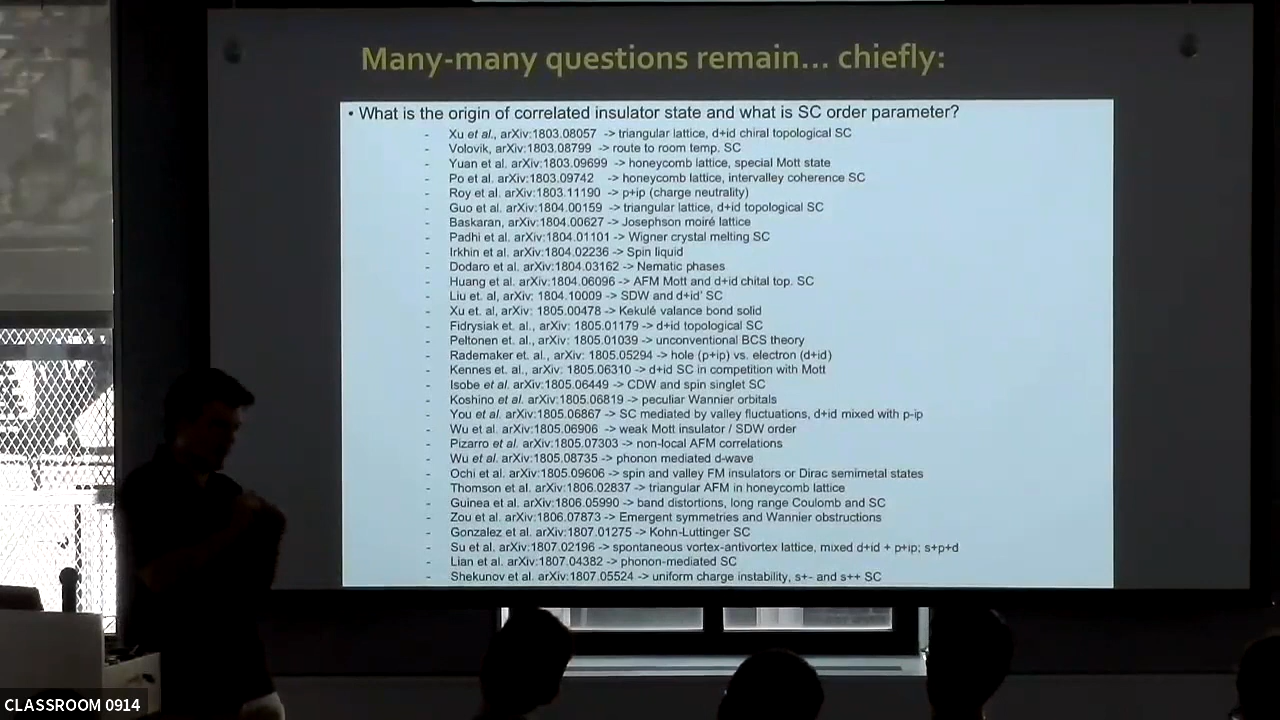 Many-many questions remain... chiefly:
• What is the origin of correlated insulator state and what is SC order parameter?
- Xu et al., arXiv:1803.08057 -> triangular lattice, d+id chiral topological SC
- Volovik, arXiv:1803.08799 -> route to room temp. SC
- Yuan et al. arXiv:1803.09699 -> honeycomb lattice, special Mott state
- Po et al. arXiv:1803.09742 -> honeycomb lattice, intervalley coherence SC
- Roy et al. arXiv:1803.11190 -> p+ip (charge neutrality)
- Guo et al. arXiv:1804.00159 -> triangular lattice, d+id topological SC
- Baskaran, arXiv:1804.00627 -> Josephson moiré lattice
- Padhi et al. arXiv:1804.01101 -> Wigner crystal melting SC
- Irkhin et al. arXiv:1804.02236 -> Spin liquid
- Dodaro et al. arXiv:1804.03162 -> Nematic phases
- Huang et al. arXiv:1804.06096 -> AFM Mott and d+id chital top. SC
- Liu et. al, arXiv: 1804.10009 -> SDW and d+id' SC
- Xu et. al, arXiv: 1805.00478 -> Kekulé valance bond solid
- Fidrysiak et. al., arXiv: 1805.01179 -> d+id topological SC
- Peltonen et. al. arXiv:1805.01039 -> unconventional BCS theory
- Rademaker et. al., arXiv: 1805.05294 -> hole (p+ip) vs. electron (d+id)
- Kennes et. al. arXiv:1805.06310 -> d+id SC in competition with Mott
- Isobe et al. arXiv:1805.06449 -> CDW and spin singlet SC
- Koshino et al. arXiv:1805.06819 -> peculiar Wannier orbitals
- You et al. arXiv:1805.06867 -> SC mediated by valley fluctuations, d+id mixed with p-ip
- Wu et al. arXiv:1805.06906 -> weak Mott insulator / SDW order
- Pizarro et al. arXiv:1805.07303 -> non-local AFM correlations
- Wu et al. arXiv:1805.08735 -> phonon mediated d-wave
- Ochi et al. arXiv:1805.09606 -> spin and valley FM insulators or Dirac semimetal states
- Thomson et al. arXiv:1806.02837 -> triangular AFM in honeycomb lattice
- Guinea et al. arXiv:1806.05990 -> band distortions, long range Coulomb and SC
- Zou et al. arXiv:1806.07873 -> Emergent symmetries and Wannier obstructions
- Gonzalez et al. arXiv:1807.01275 -> Kohn-Luttinger SC
- Su et al. arXiv:1807.02196 -> spontaneous vortex-antivortex lattice, mixed d+id + p+ip; s+p+d
- Lian et al. arXiv:1807.04382 -> phonon-mediated SC
- Shekunov et al. arXiv:1807.05524 -> uniform charge instability, s+- and s++ SC
CLASSROOM 0914